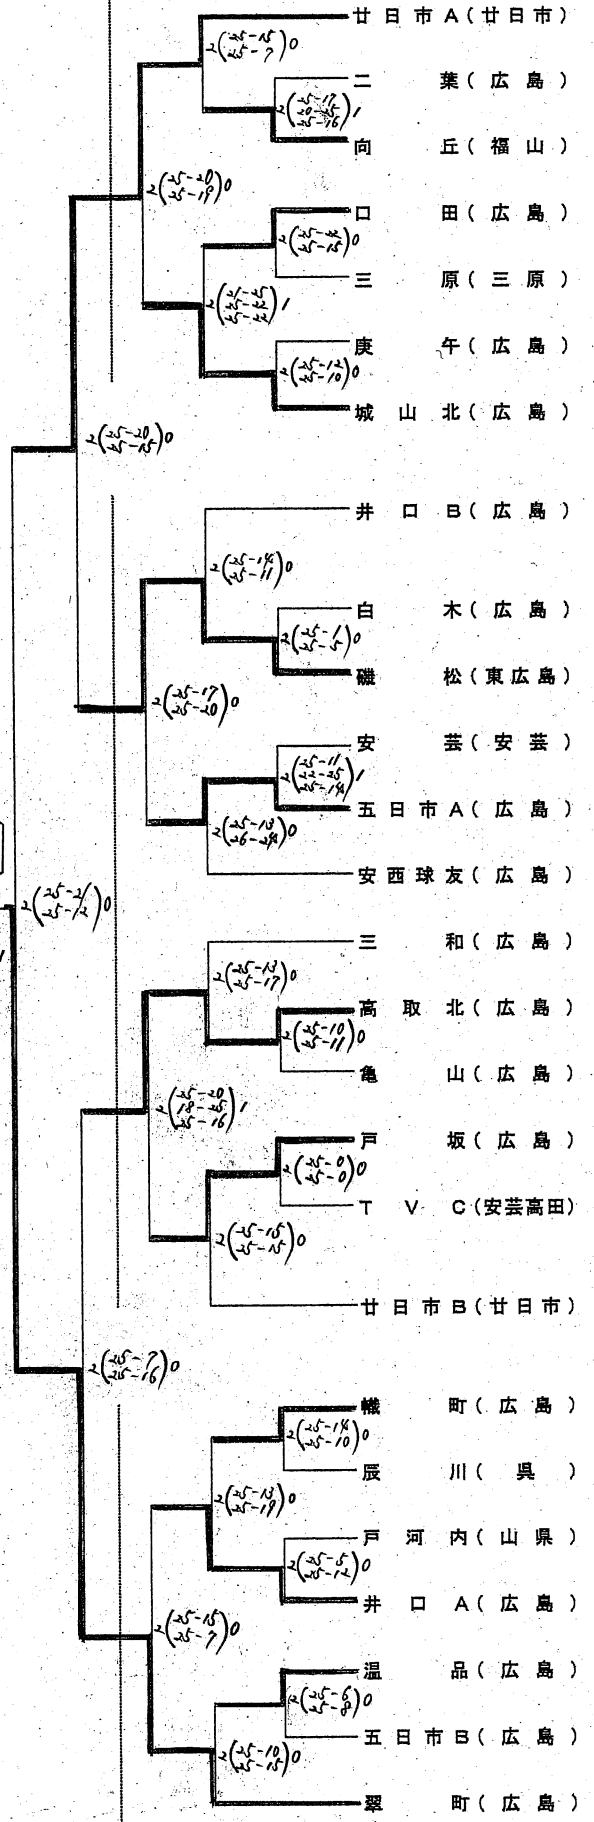 廿日市A(廿日市)
2(25-15 25-7)0
二葉(広島)
2(25-17 20-25 25-16)1
向丘(福山)
2(25-20 25-19)0
口田(広島)
2(25-4 25-15)0
三原(三原)
庚午(広島)
2(25-12 25-10)0
城山北(広島)
2(25-20 25-15)0
井口B(広島)
2(25-14 25-11)0
白木(広島)
2(25-1 25-5)0
磯松(東広島)
2(25-17 25-20)0
安芸(安芸)
2(25-11 22-25 25-14)1
五日市A(広島)
2(25-13 26-24)0
安西球友(広島)
2(25-21 25-12)0
三和(広島)
2(25-13 25-17)0
高取北(広島)
2(25-10 25-11)0
亀山(広島)
2(25-20 18-25 25-16)1
戸坂(広島)
2(25-0 25-0)0
TVC(安芸高田)
2(25-15 25-15)0
廿日市B(廿日市)
2(25-7 25-16)0
幟町(広島)
2(25-14 25-10)0
辰川(呉)
2(25-13 25-19)0
戸河内(山県)
2(25-5 25-12)0
井口A(広島)
2(25-15 25-7)0
温品(広島)
2(25-6 25-8)0
五日市B(広島)
2(25-10 25-15)0
翠町(広島)